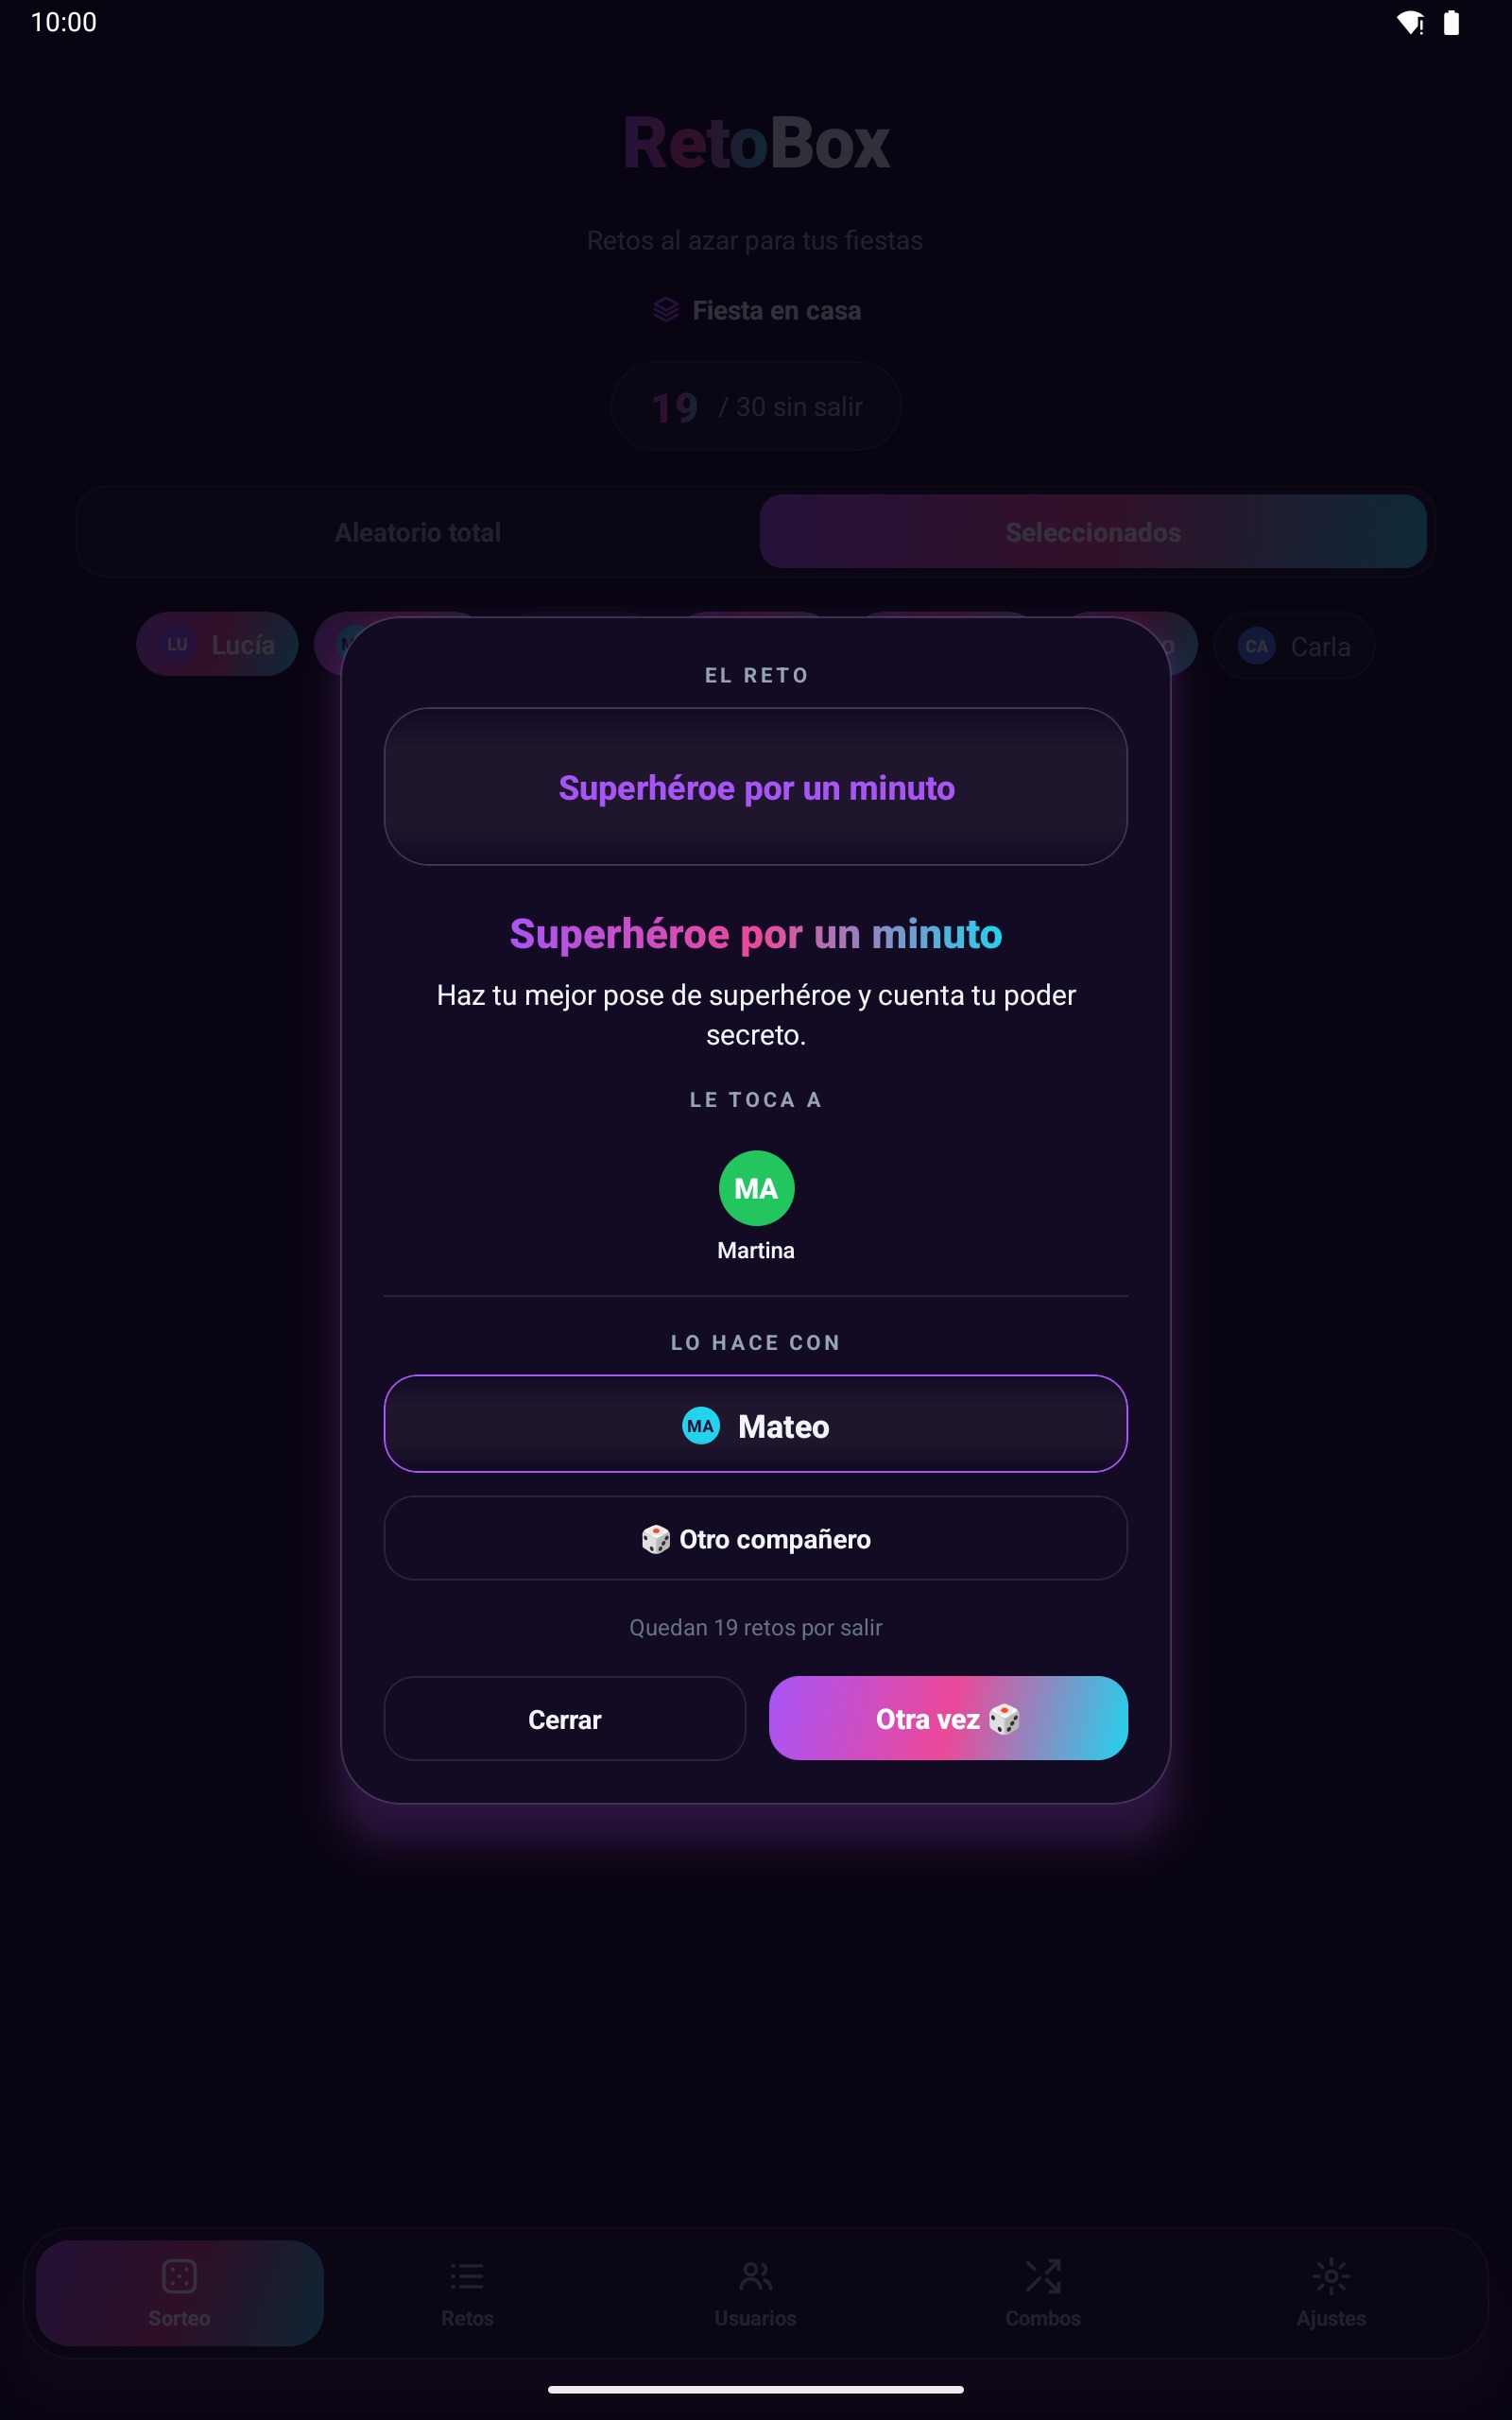 10:00
RetoBox
Retos al azar para tus fiestas
Fiesta en casa
19 / 30 sin salir
Aleatorio total
Seleccionados
LU Lucía
CA Carla
EL RETO
Superhéroe por un minuto
Superhéroe por un minuto
Haz tu mejor pose de superhéroe y cuenta tu poder
secreto.
LE TOCA A
MA
Martina
LO HACE CON
MA Mateo
Otro compañero
Quedan 19 retos por salir
Cerrar
Otra vez
Sorteo
Retos
Usuarios
Combos
Ajustes